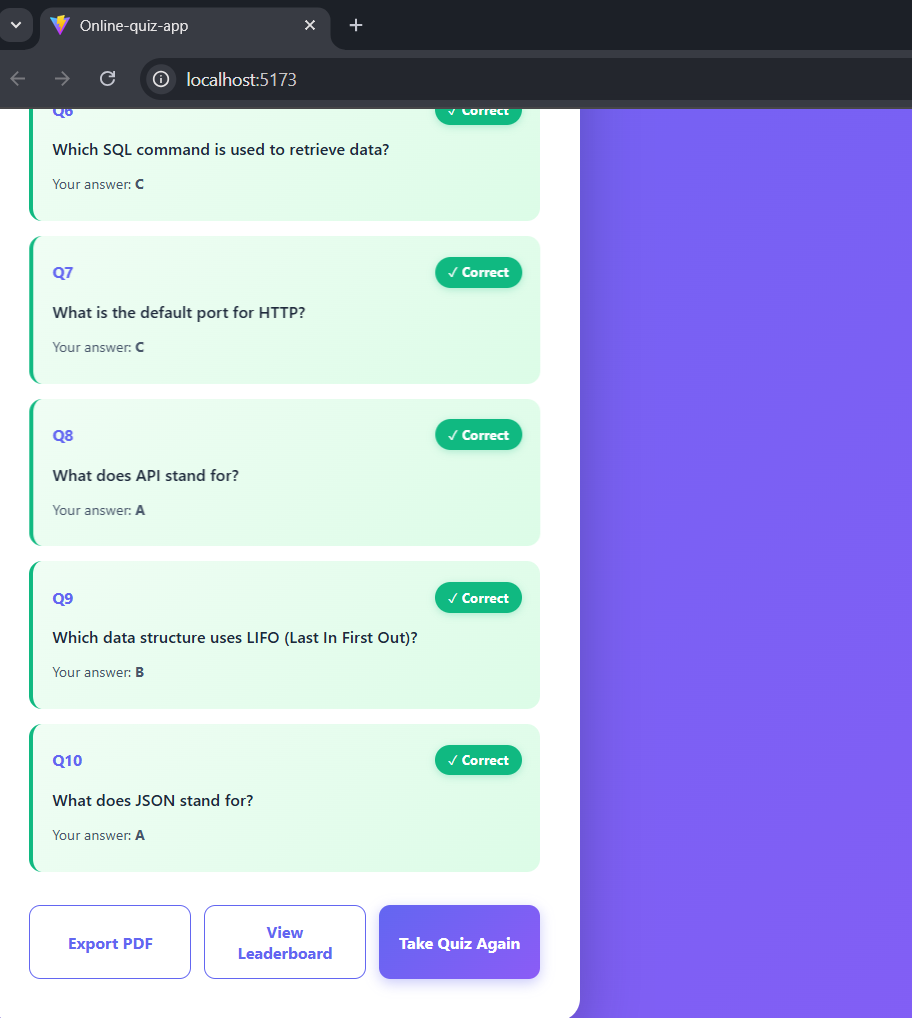 Online-quiz-app
localhost:5173
Q6
✓ Correct
Which SQL command is used to retrieve data?
Your answer: C
Q7
✓ Correct
What is the default port for HTTP?
Your answer: C
Q8
✓ Correct
What does API stand for?
Your answer: A
Q9
✓ Correct
Which data structure uses LIFO (Last In First Out)?
Your answer: B
Q10
✓ Correct
What does JSON stand for?
Your answer: A
Export PDF
View
Leaderboard
Take Quiz Again